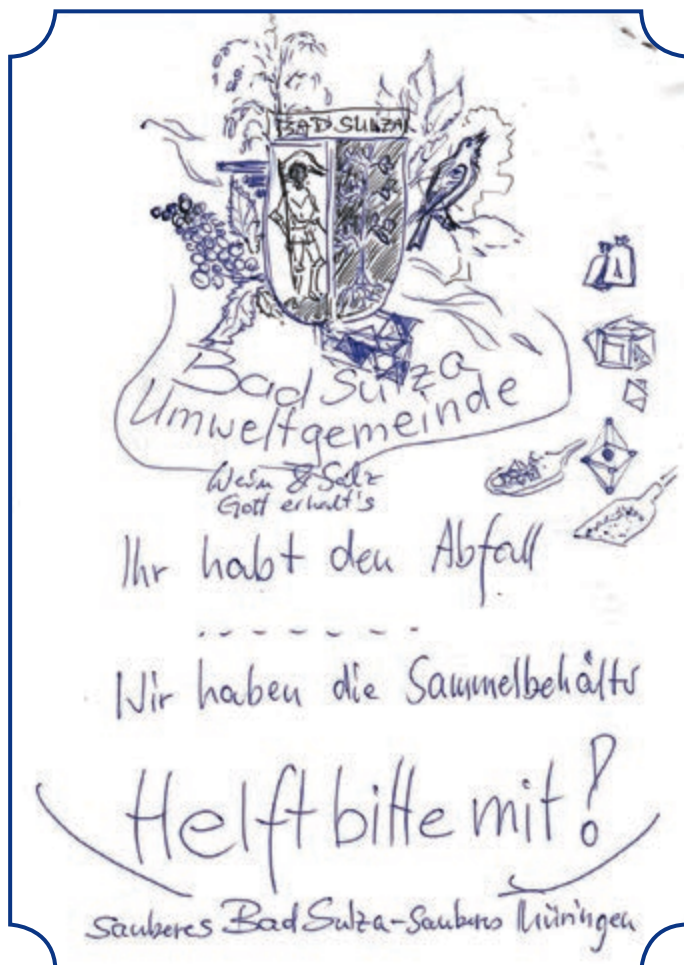 BAD SULZA
Bad Sulza
Umweltgemeinde
Wein & Salz
Gott erhalt's
Ihr habt den Abfall
Wir haben die Sammelbehälter
Helft bitte mit!
sauberes Bad Sulza - Sauberes Thüringen